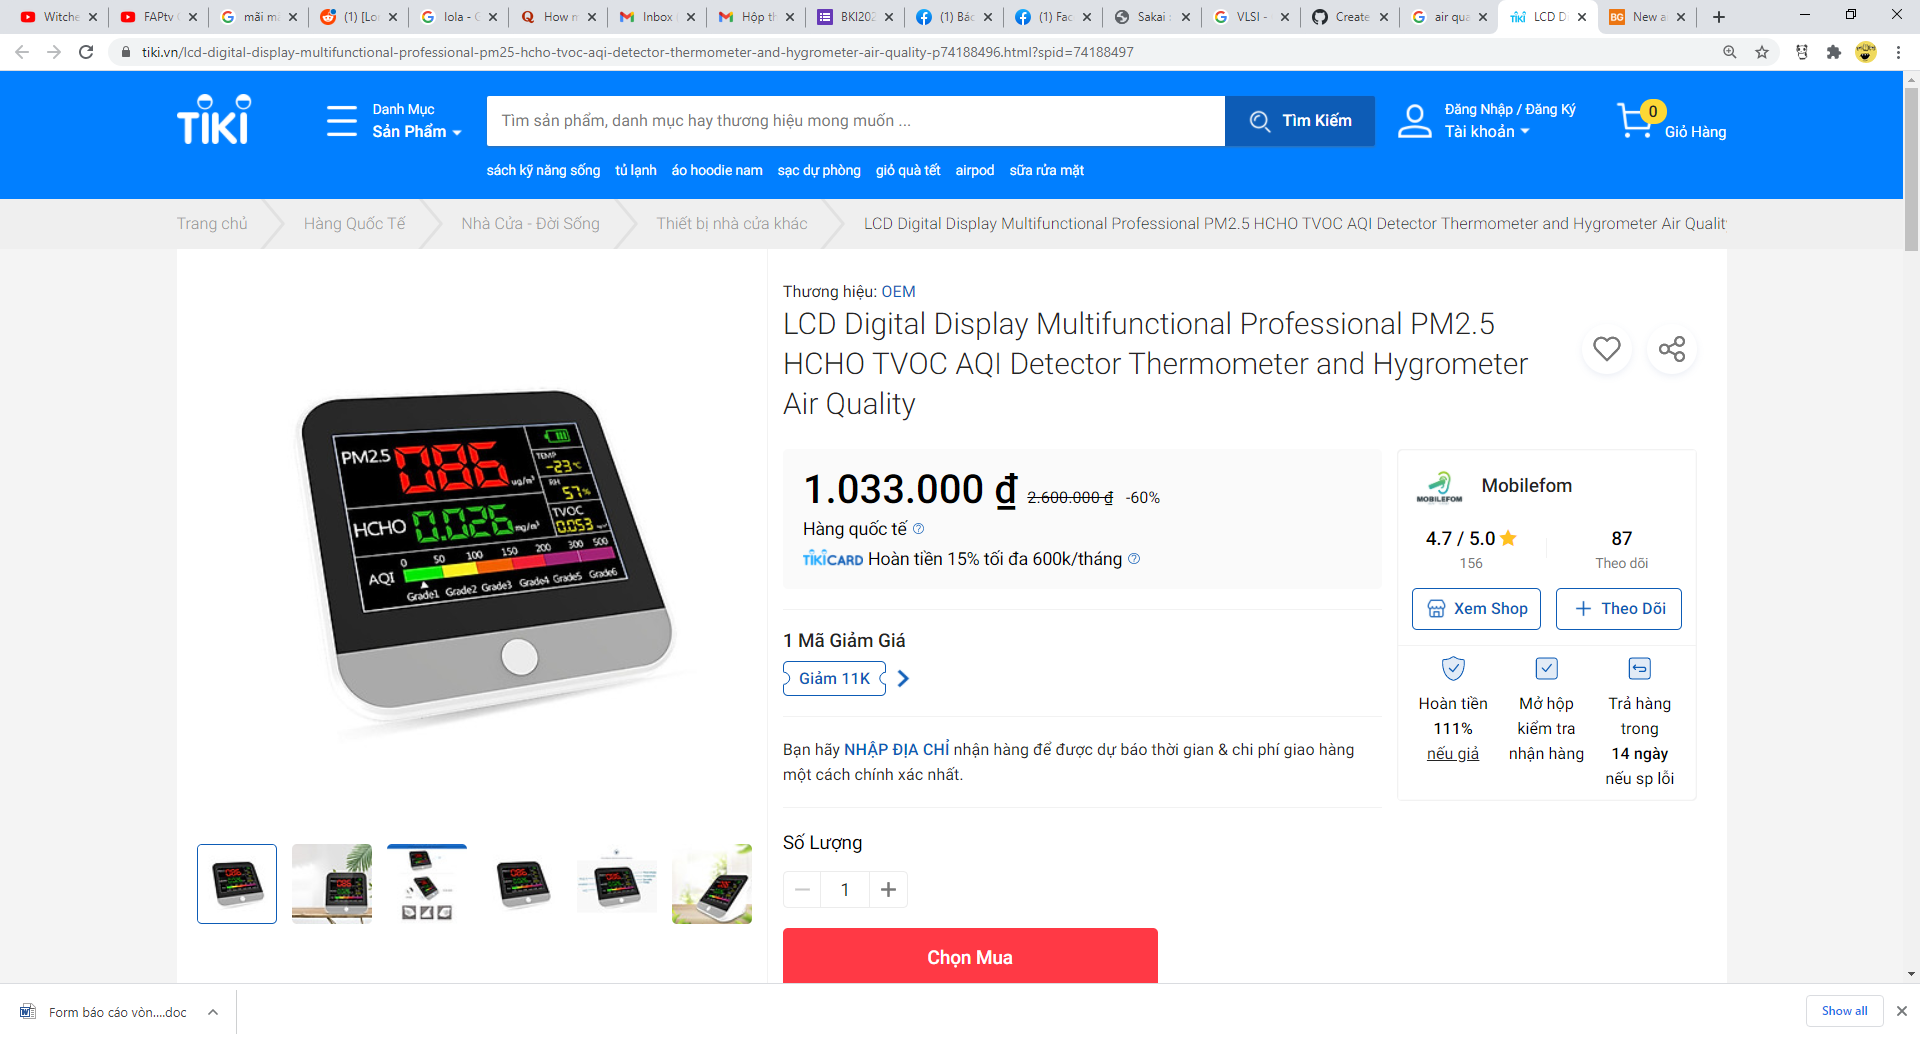 Witche
FAPtv
mãi m
(1) [Lo
lola - G
How m
Inbox
Hộp th
BKI202
(1) Bác
(1) Fac
Sakai :
VLSI -
Create
air qua
LCD D
New a
tiki.vn/lcd-digital-display-multifunctional-professional-pm25-hcho-tvoc-aqi-detector-thermometer-and-hygrometer-air-quality-p74188496.html?spid=74188497
TIKI
Danh Mục
Sản Phẩm
Tìm sản phẩm, danh mục hay thương hiệu mong muốn ...
Tìm Kiếm
Đăng Nhập / Đăng Ký
Tài khoản
0
Giỏ Hàng
sách kỹ năng sống tủ lạnh áo hoodie nam sạc dự phòng giỏ quà tết airpod sữa rửa mặt
Trang chủ
Hàng Quốc Tế
Nhà Cửa - Đời Sống
Thiết bị nhà cửa khác
LCD Digital Display Multifunctional Professional PM2.5 HCHO TVOC AQI Detector Thermometer and Hygrometer Air Qualit
Thương hiệu: OEM
LCD Digital Display Multifunctional Professional PM2.5
HCHO TVOC AQI Detector Thermometer and Hygrometer
Air Quality
PM2.5 086 ug/m³
TEMP
-23℃
RH
57%
HCHO 0.026 mg/m³
TVOC
0.053
0 50 100 150 200 300 500
AQI
Grade1 Grade2 Grade3 Grade4 Grade5 Grade6
1.033.000 ₫ 2.600.000 ₫ -60%
Hàng quốc tế
TIKICARD Hoàn tiền 15% tối đa 600k/tháng
1 Mã Giảm Giá
Giảm 11K
Bạn hãy NHẬP ĐỊA CHỈ nhận hàng để được dự báo thời gian & chi phí giao hàng
một cách chính xác nhất.
Số Lượng
1
Chọn Mua
MOBILEFOM
Mobilefom
4.7 / 5.0
156
87
Theo dõi
Xem Shop
Theo Dõi
Hoàn tiền
111%
nếu giả
Mở hộp
kiểm tra
nhận hàng
Trả hàng
trong
14 ngày
nếu sp lỗi
Form báo cáo vòn....doc
Show all